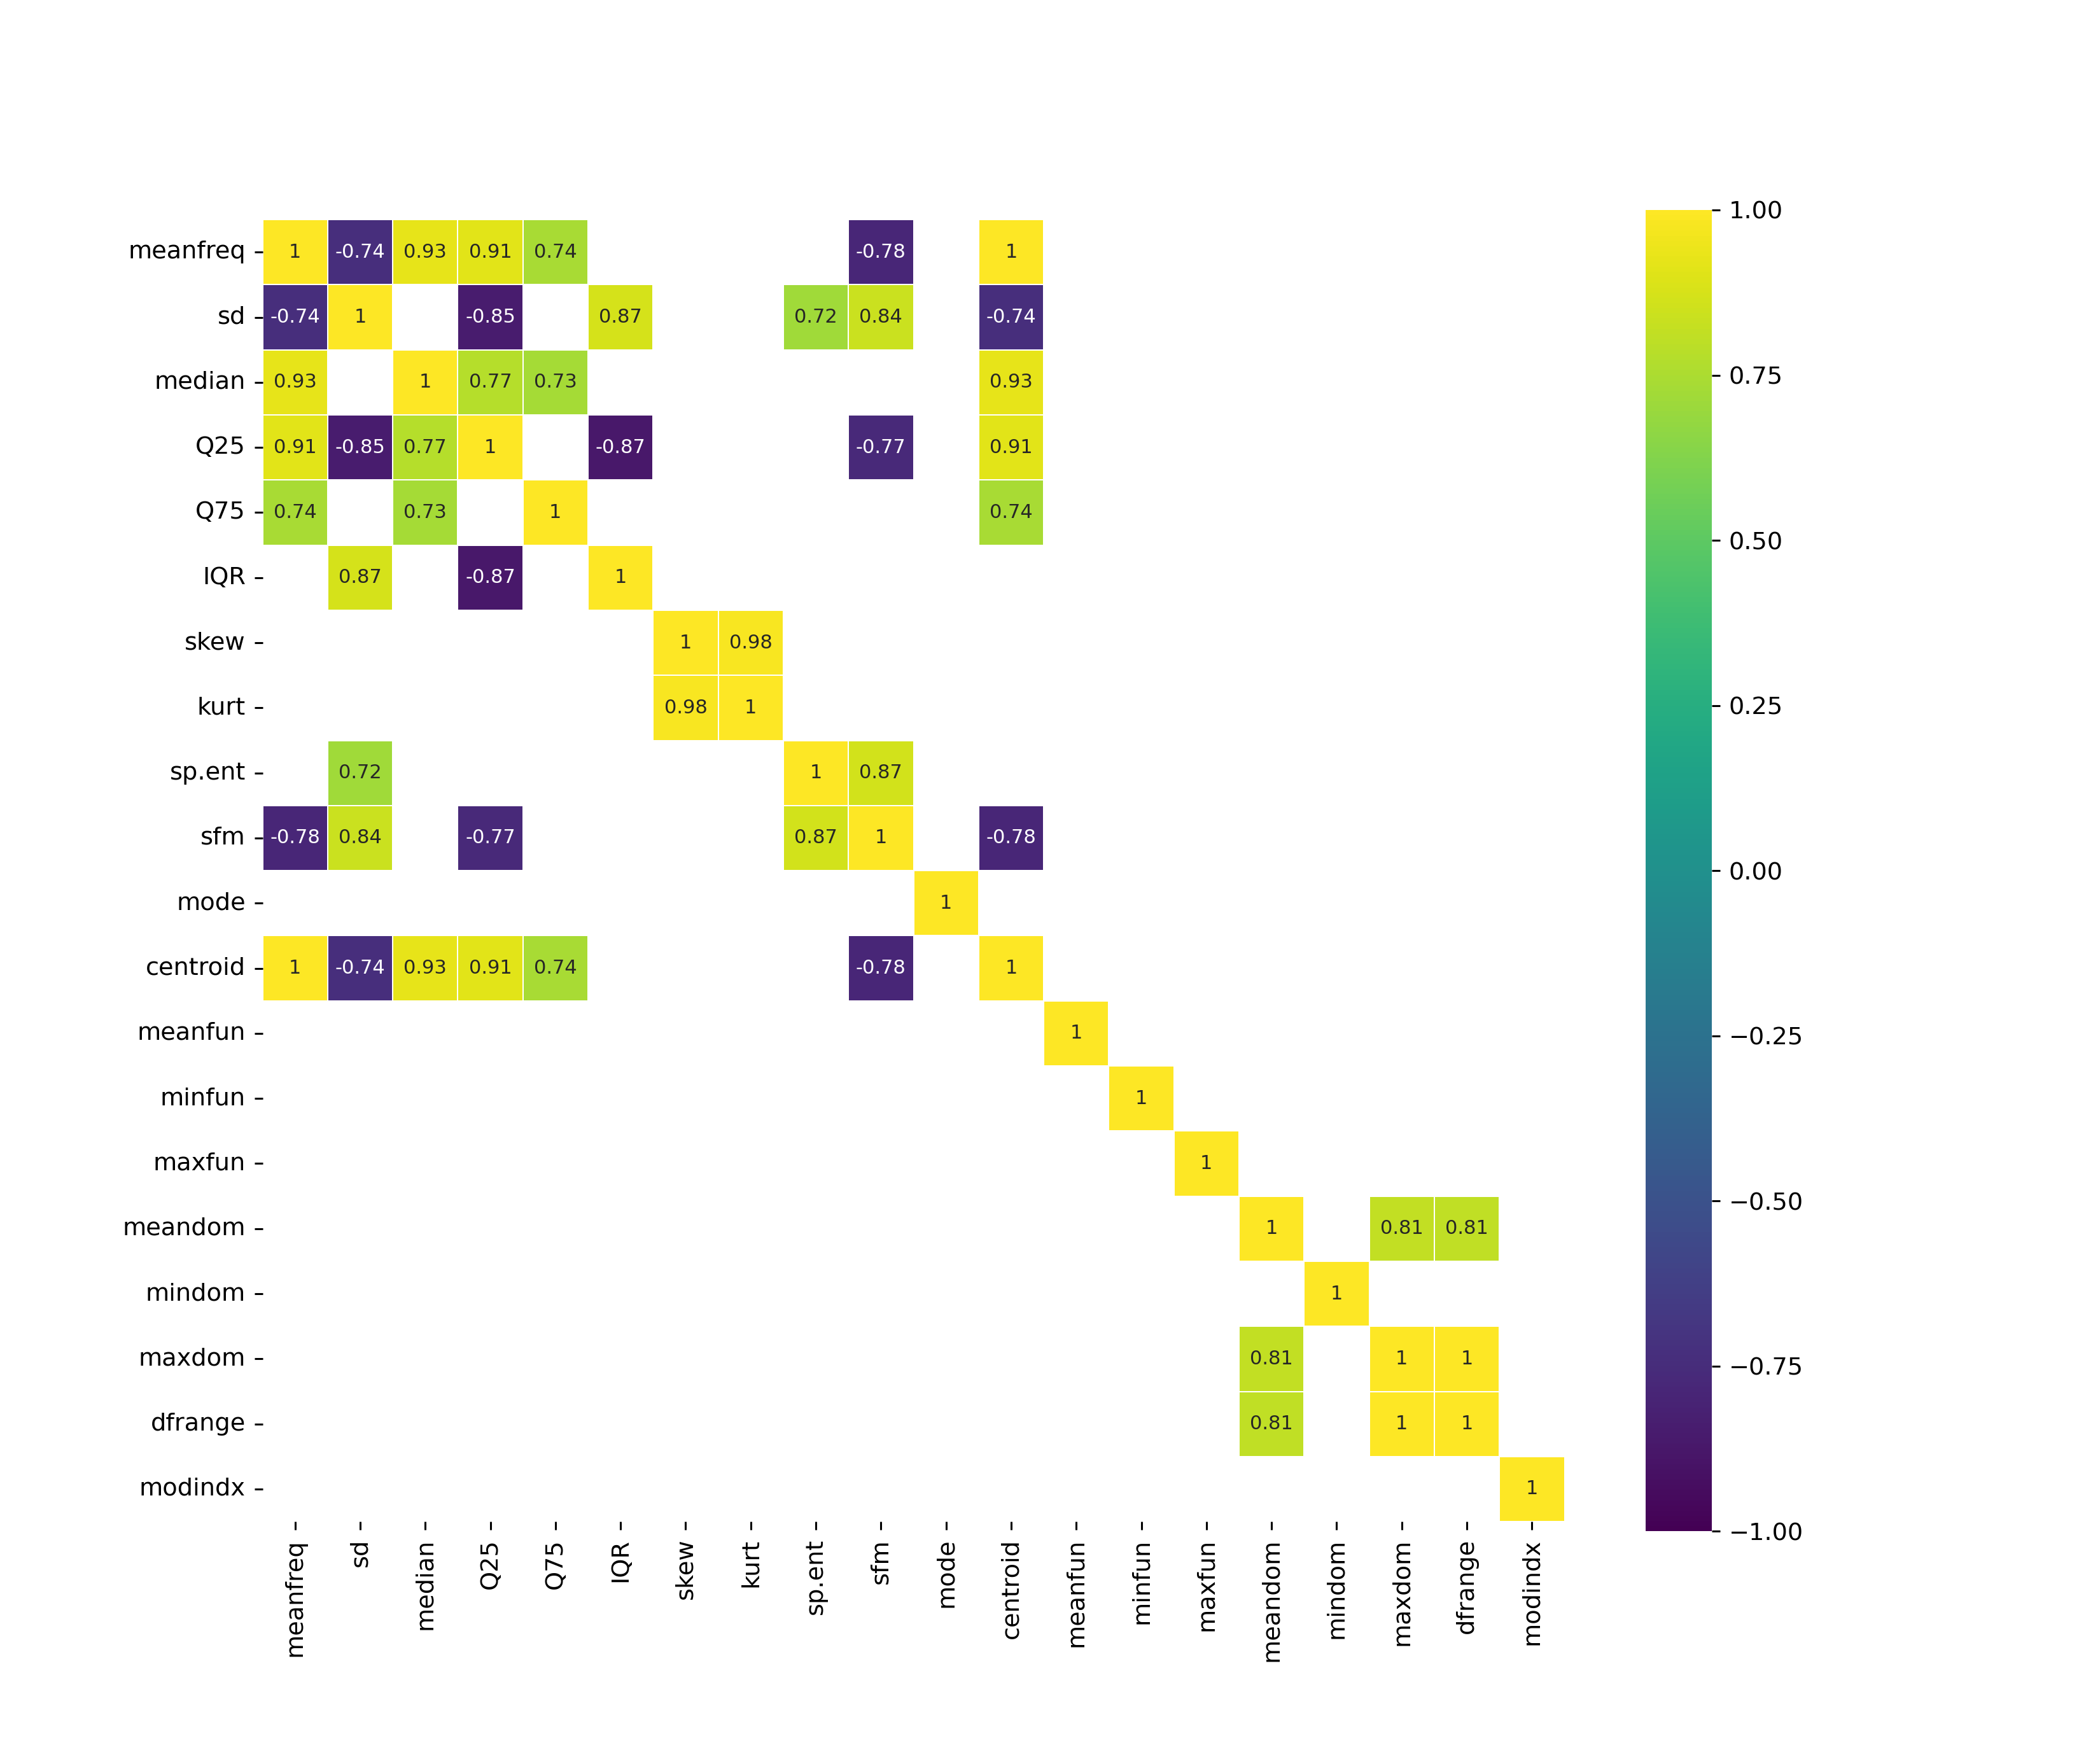 meanfreq 1 -0.74 0.93 0.91 0.74 -0.78 1
sd -0.74 1 -0.85 0.87 0.72 0.84 -0.74
median 0.93 1 0.77 0.73 0.93
Q25 0.91 -0.85 0.77 1 -0.87 -0.77 0.91
Q75 0.74 0.73 1 0.74
IQR 0.87 -0.87 1
skew 1 0.98
kurt 0.98 1
sp.ent 0.72 1 0.87
sfm -0.78 0.84 -0.77 0.87 1 -0.78
mode 1
centroid 1 -0.74 0.93 0.91 0.74 -0.78 1
meanfun 1
minfun 1
maxfun 1
meandom 1 0.81 0.81
mindom 1
maxdom 0.81 1 1
dfrange 0.81 1 1
modindx 1
meanfreq
sd
median
Q25
Q75
IQR
skew
kurt
sp.ent
sfm
mode
centroid
meanfun
minfun
maxfun
meandom
mindom
maxdom
dfrange
modindx
1.00
0.75
0.50
0.25
0.00
−0.25
−0.50
−0.75
−1.00